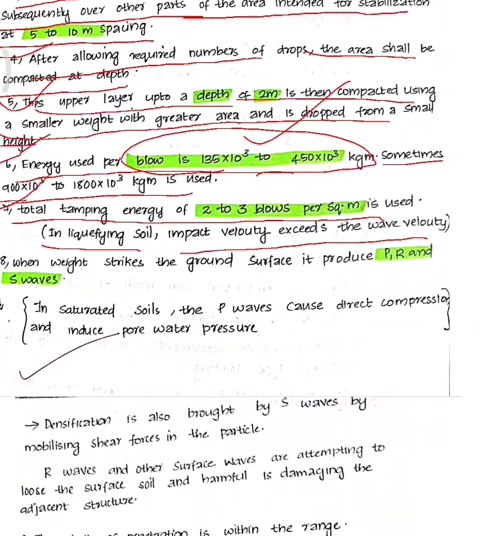 subsequently over other parts of the area intended for stabilization
at 5 to 10 m spacing.
4, After allowing required numbers of drops, the area shall be
compacted at depth.
5, This upper layer upto a depth of 2m is then compacted using
a smaller weight with greater area and is dropped from a small
height.
6, Energy used per blow is 135×10³ to 450×10³ kgm. Sometimes
900×10³ to 1800×10³ kgm is used.
7, total tamping energy of 2 to 3 blows per sq.m is used.
(In liquefying soil, impact velouty exceeds the wave velouty)
8, when weight strikes the ground surface it produce P, R and
S waves.
In saturated soils, the P waves cause direct compression
and induce pore water pressure
→ Densification is also brought by S waves by
mobilising shear forces in the particle.
R waves and other surface waves are attempting to
loose the surface soil and harmful is damaging the
adjacent structure.
is within the range.